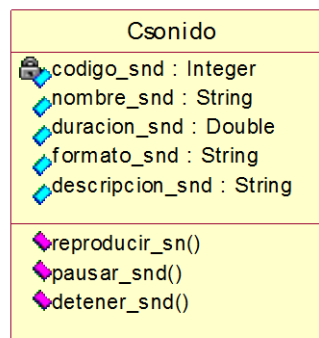 Csonido
codigo_snd : Integer
nombre_snd : String
duracion_snd : Double
formato_snd : String
descripcion_snd : String
reproducir_sn()
pausar_snd()
detener_snd()